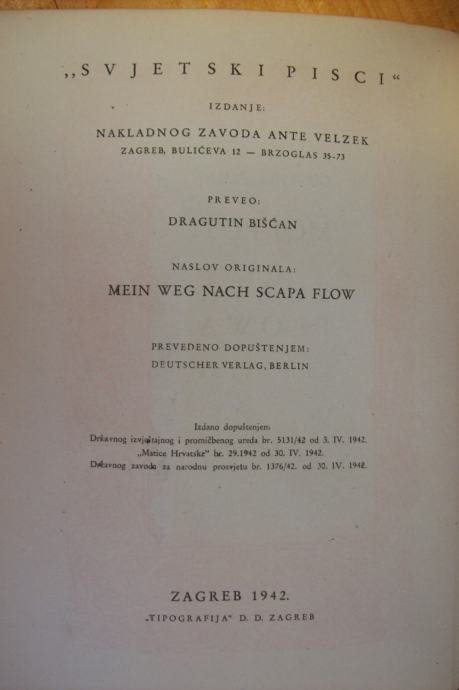 „SVJETSKI PISCI“
IZDANJE:
NAKLADNOG ZAVODA ANTE VELZEK
ZAGREB, BULIĆEVA 12 — BRZOGLAS 35-73
PREVEO:
DRAGUTIN BIŠĆAN
NASLOV ORIGINALA:
MEIN WEG NACH SCAPA FLOW
PREVEDENO DOPUŠTENJEM:
DEUTSCHER VERLAG, BERLIN
Izdano dopuštenjem
Državnog izvještajnog i promičbenog ureda br. 5131/42 od 3. IV. 1942.
„Matice Hrvatske“ br. 29.1942 od 30. IV. 1942.
Državnog zavoda za narodnu prosvjetu br. 1376/42. od 30. IV. 1942.
ZAGREB 1942.
„TIPOGRAFIJA“ D. D. ZAGREB